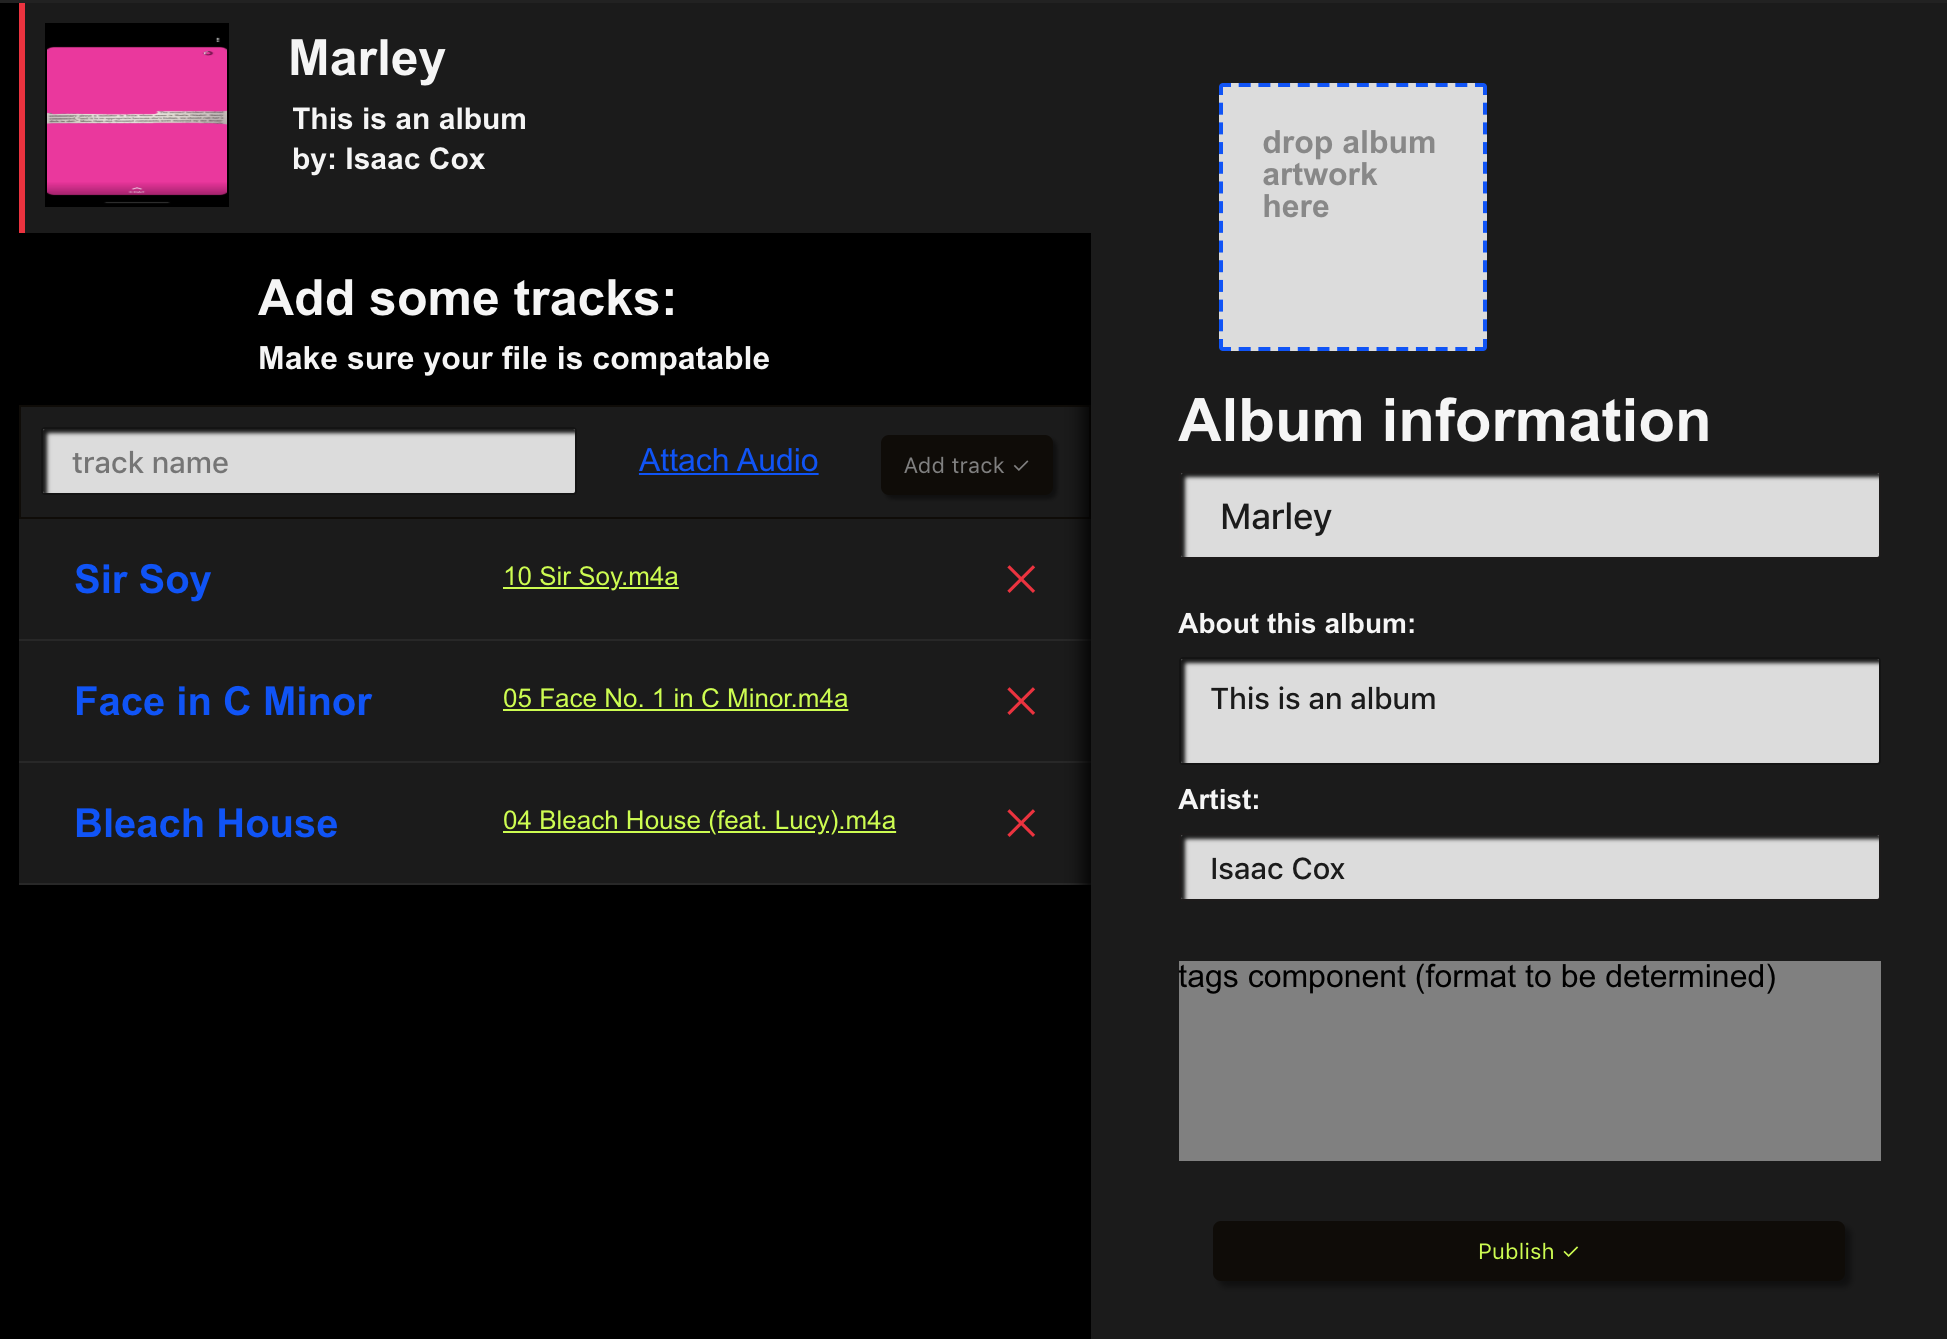 Marley
This is an album
by: Isaac Cox
Add some tracks:
Make sure your file is compatable
track name
Attach Audio
Add track ✓
Sir Soy
10 Sir Soy.m4a
Face in C Minor
05 Face No. 1 in C Minor.m4a
Bleach House
04 Bleach House (feat. Lucy).m4a
drop album
artwork
here
Album information
Marley
About this album:
This is an album
Artist:
Isaac Cox
tags component (format to be determined)
Publish ✓